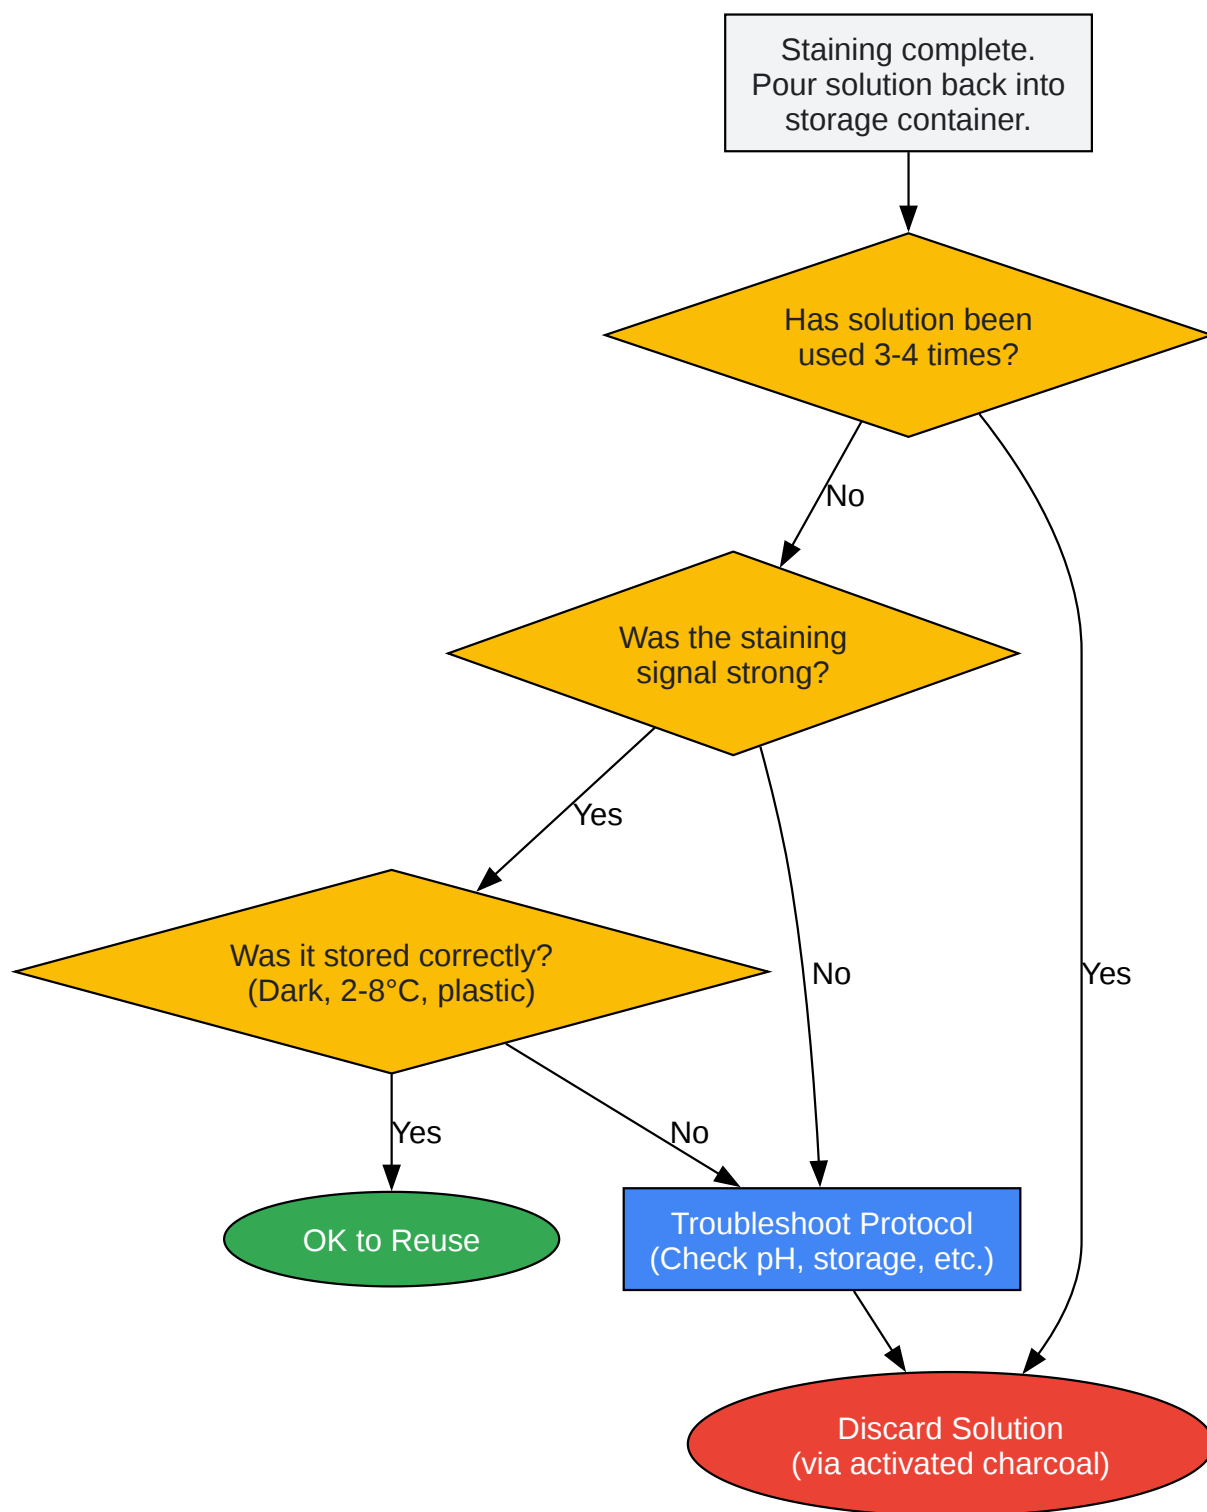 Staining complete.
Pour solution back into
storage container.
Has solution been
used 3-4 times?
No
Was the staining
signal strong?
Yes
Was it stored correctly?
(Dark, 2-8°C, plastic)
No
Yes
Yes
No
OK to Reuse
Troubleshoot Protocol
(Check pH, storage, etc.)
Discard Solution
(via activated charcoal)